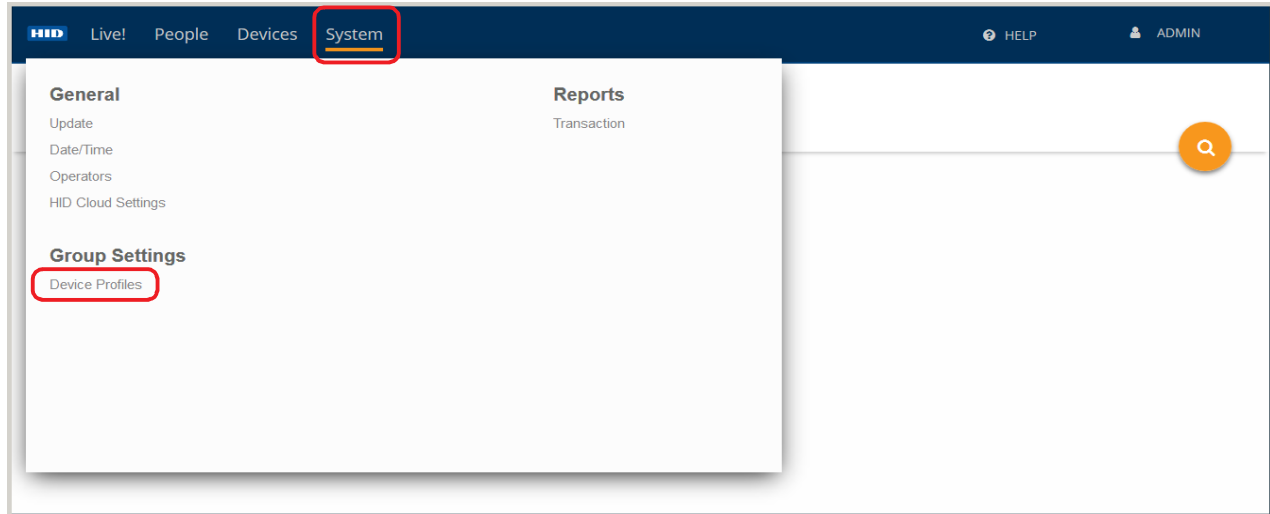 HID Live! People Devices System HELP ADMIN
General
Update
Date/Time
Operators
HID Cloud Settings
Group Settings
Device Profiles
Reports
Transaction